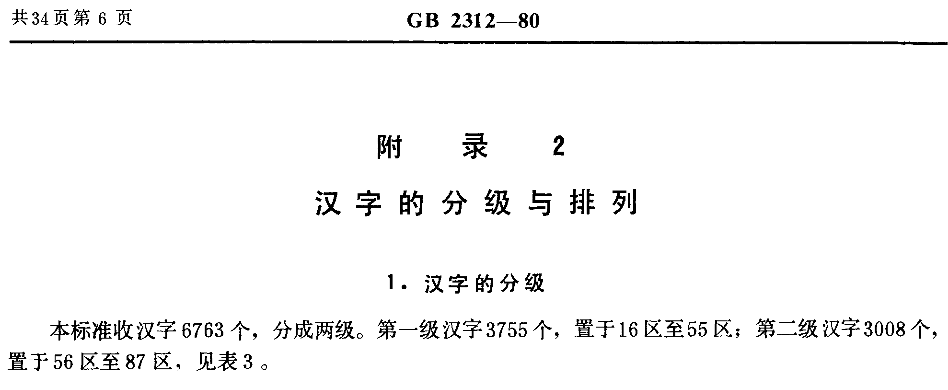 共34页第 6 页
GB 2312—80
附 录 2
汉字的分级与排列
1. 汉字的分级
本标准收汉字6763个，分成两级。第一级汉字3755个，置于16区至55区；第二级汉字3008个，
置于56区至87区，见表3。